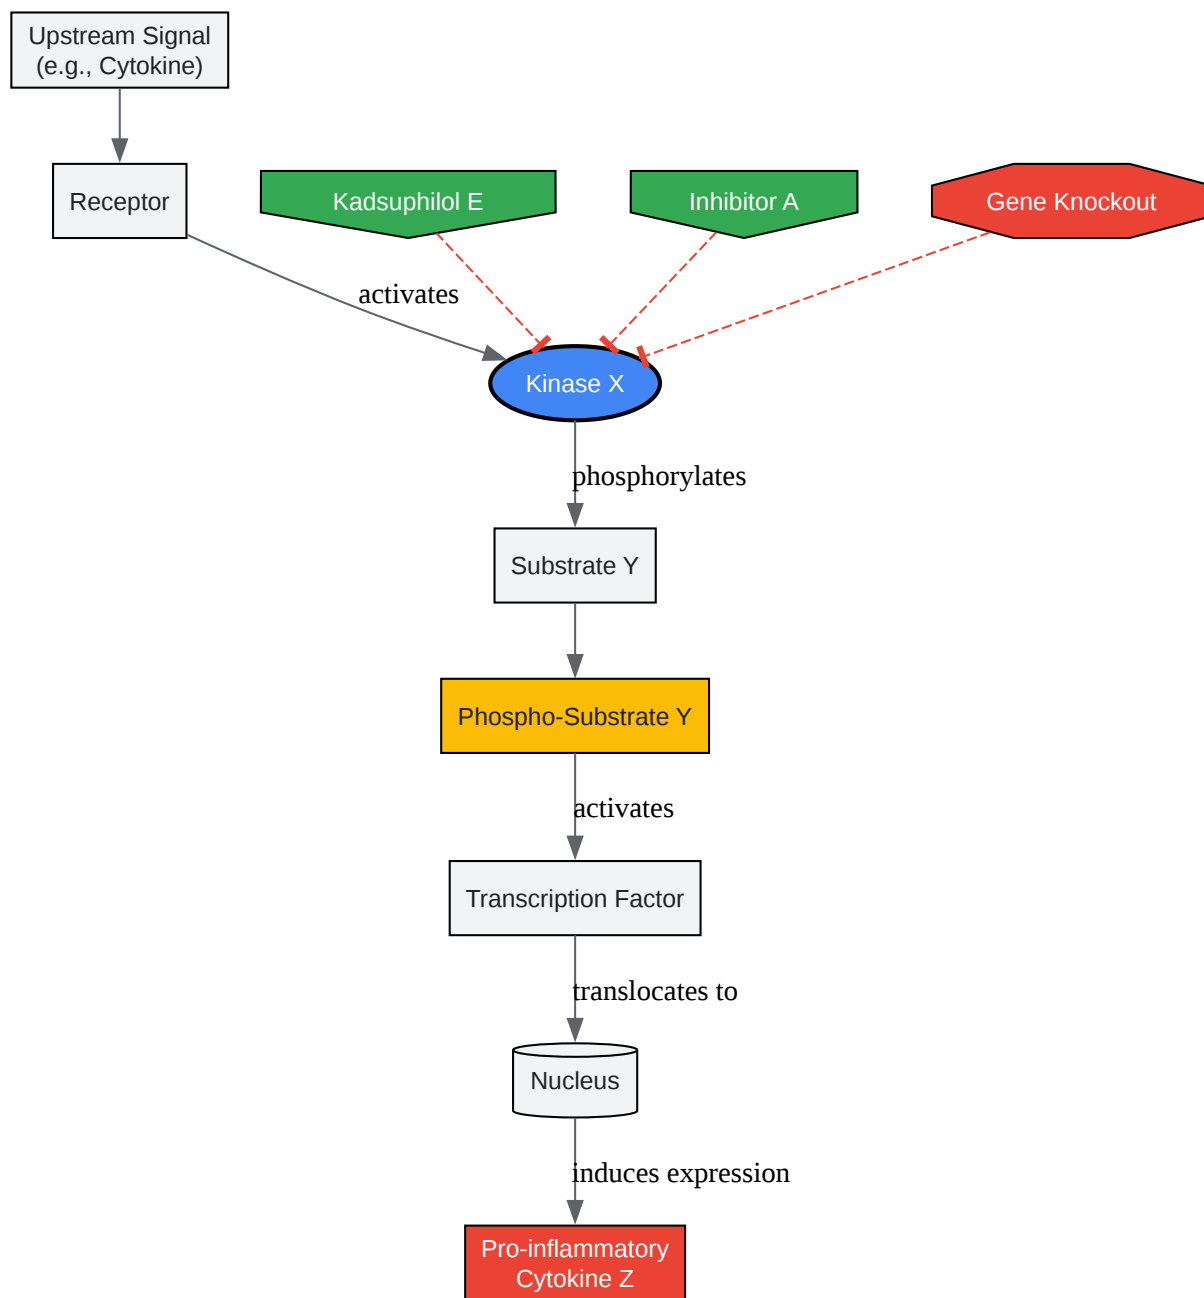 Upstream Signal
(e.g., Cytokine)
Receptor
Kadsuphilol E
Inhibitor A
Gene Knockout
activates
Kinase X
phosphorylates
Substrate Y
Phospho-Substrate Y
activates
Transcription Factor
translocates to
Nucleus
induces expression
Pro-inflammatory
Cytokine Z